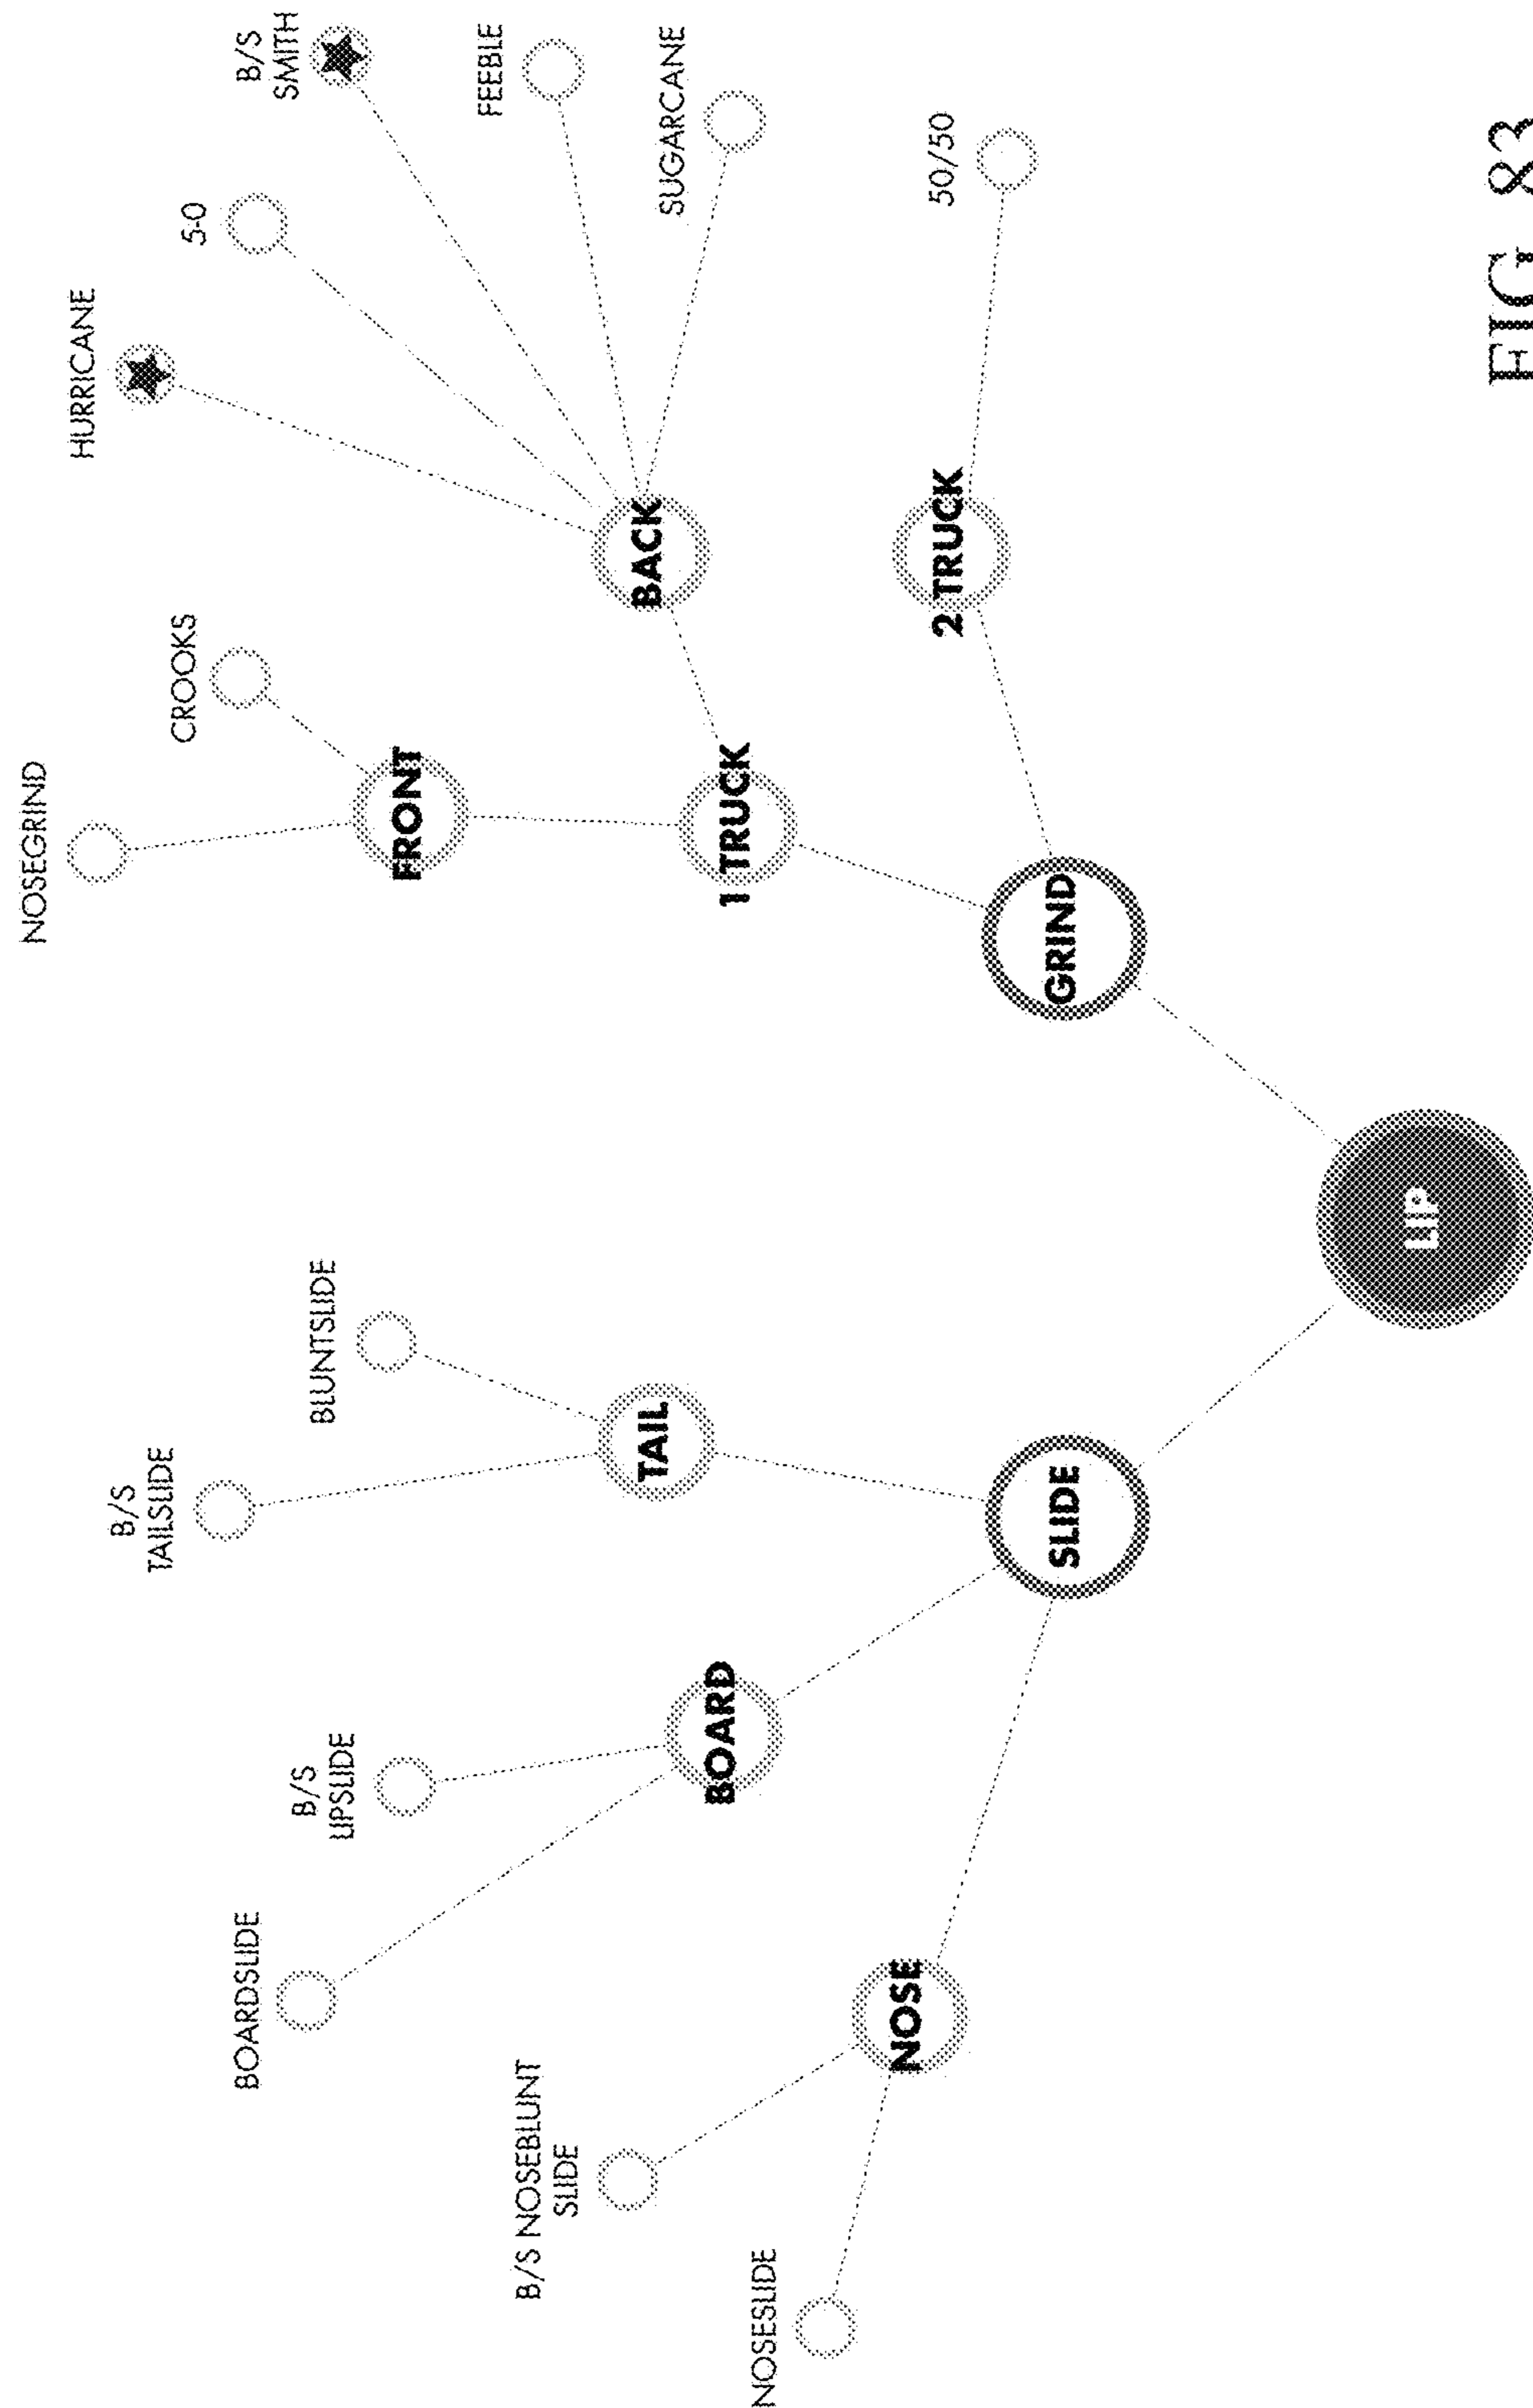 NOSEGRIND
HURRICANE
B/S
TAILSLIDE
CROOKS
5-0
BOARDSLIDE
B/S
SMITH
B/S
LIPSLIDE
BLUNTSLIDE
FRONT
FEEBLE
B/S NOSEBLUNT
SLIDE
TAIL
BACK
SUGARCANE
BOARD
1 TRUCK
NOSESLIDE
NOSE
2 TRUCK
50/50
SLIDE
GRIND
LIP
FIG. 83